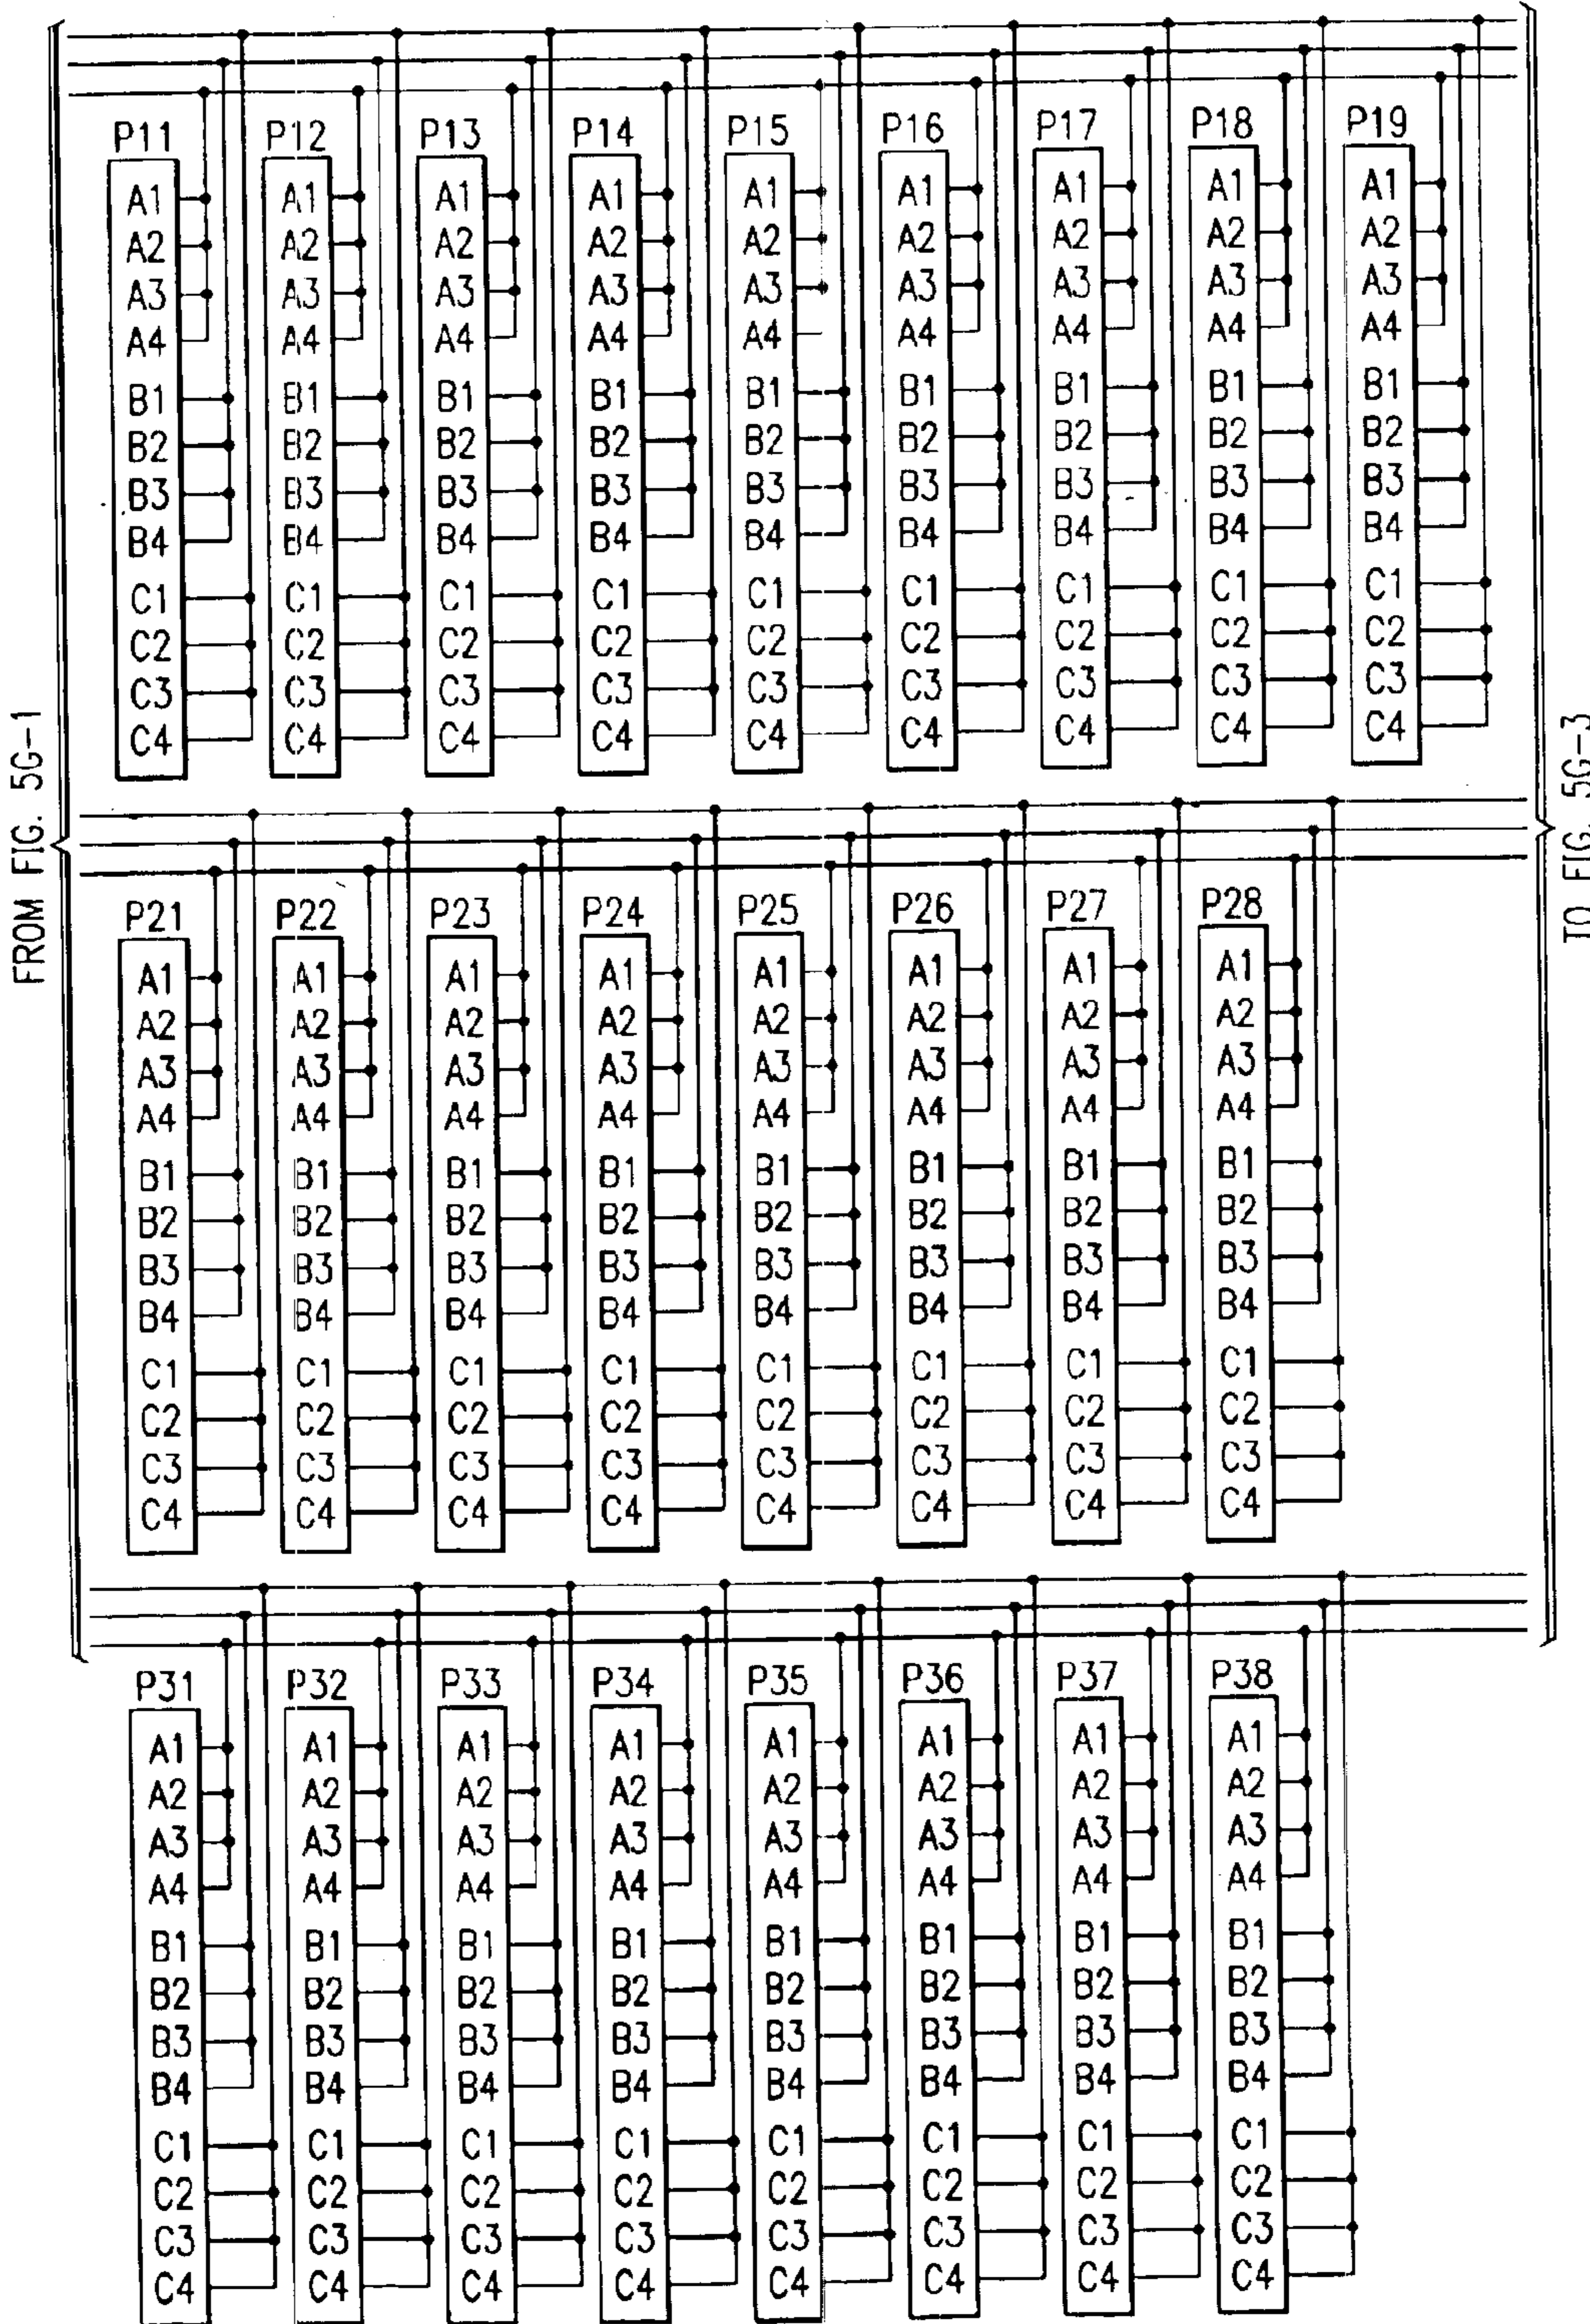 FROM FIG. 5G-1
TO FIG. 5G-3
P11 P12 P13 P14 P15 P16 P17 P18 P19
A1 A1 A1 A1 A1 A1 A1 A1 A1
A2 A2 A2 A2 A2 A2 A2 A2 A2
A3 A3 A3 A3 A3 A3 A3 A3 A3
A4 A4 A4 A4 A4 A4 A4 A4 A4
B1 B1 B1 B1 B1 B1 B1 B1 B1
B2 B2 B2 B2 B2 B2 B2 B2 B2
B3 B3 B3 B3 B3 B3 B3 B3 B3
B4 B4 B4 B4 B4 B4 B4 B4 B4
C1 C1 C1 C1 C1 C1 C1 C1 C1
C2 C2 C2 C2 C2 C2 C2 C2 C2
C3 C3 C3 C3 C3 C3 C3 C3 C3
C4 C4 C4 C4 C4 C4 C4 C4 C4
P21 P22 P23 P24 P25 P26 P27 P28
A1 A1 A1 A1 A1 A1 A1 A1
A2 A2 A2 A2 A2 A2 A2 A2
A3 A3 A3 A3 A3 A3 A3 A3
A4 A4 A4 A4 A4 A4 A4 A4
B1 B1 B1 B1 B1 B1 B1 B1
B2 B2 B2 B2 B2 B2 B2 B2
B3 B3 B3 B3 B3 B3 B3 B3
B4 B4 B4 B4 B4 B4 B4 B4
C1 C1 C1 C1 C1 C1 C1 C1
C2 C2 C2 C2 C2 C2 C2 C2
C3 C3 C3 C3 C3 C3 C3 C3
C4 C4 C4 C4 C4 C4 C4 C4
P31 P32 P33 P34 P35 P36 P37 P38
A1 A1 A1 A1 A1 A1 A1 A1
A2 A2 A2 A2 A2 A2 A2 A2
A3 A3 A3 A3 A3 A3 A3 A3
A4 A4 A4 A4 A4 A4 A4 A4
B1 B1 B1 B1 B1 B1 B1 B1
B2 B2 B2 B2 B2 B2 B2 B2
B3 B3 B3 B3 B3 B3 B3 B3
B4 B4 B4 B4 B4 B4 B4 B4
C1 C1 C1 C1 C1 C1 C1 C1
C2 C2 C2 C2 C2 C2 C2 C2
C3 C3 C3 C3 C3 C3 C3 C3
C4 C4 C4 C4 C4 C4 C4 C4